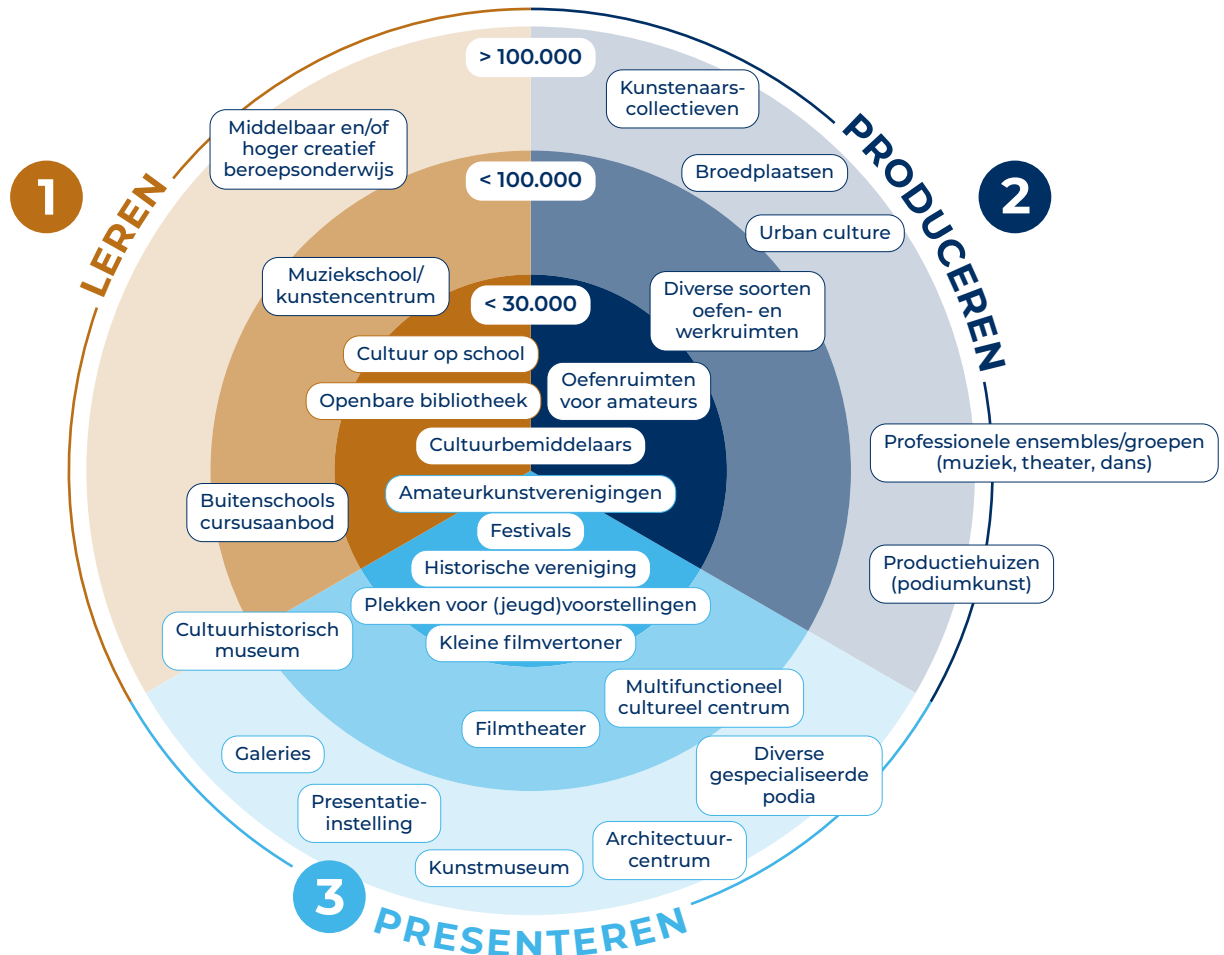 > 100.000
Kunstenaars-
collectieven
Middelbaar en/of
hoger creatief
beroepsonderwijs
PRODUCEREN
1
LEREN
< 100.000
Broedplaatsen
2
Urban culture
Muziekschool/
kunstencentrum
< 30.000
Diverse soorten
oefen- en
werkruimten
Cultuur op school
Oefenruimten
voor amateurs
Openbare bibliotheek
Cultuurbemiddelaars
Professionele ensembles/groepen
(muziek, theater, dans)
Amateurkunstverenigingen
Buitenschools
cursusaanbod
Festivals
Historische vereniging
Productiehuizen
(podiumkunst)
Plekken voor (jeugd)voorstellingen
Cultuurhistorisch
museum
Kleine filmvertoner
Multifunctioneel
cultureel centrum
Filmtheater
Galeries
Diverse
gespecialiseerde
podia
Presentatie-
instelling
Architectuur-
centrum
Kunstmuseum
3
PRESENTEREN